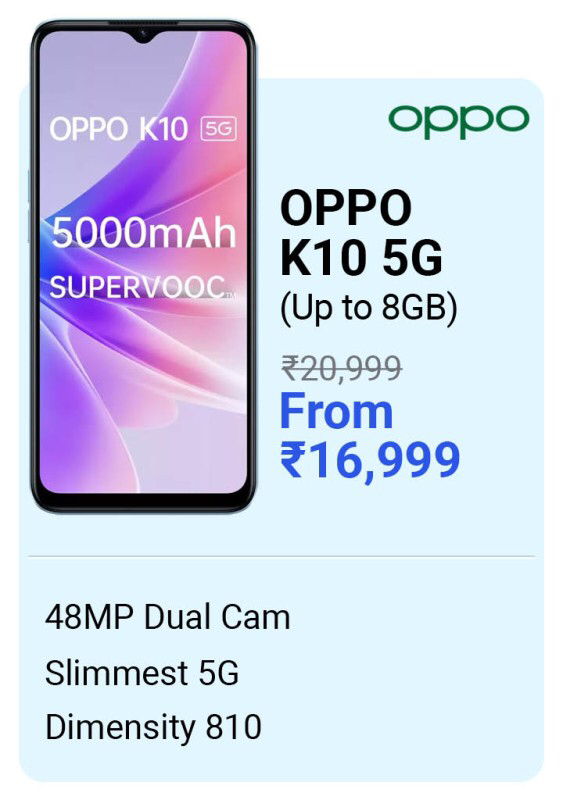 OPPO K10 5G
5000mAh
SUPERVOOC™
oppo
OPPO
K10 5G
(Up to 8GB)
₹20,999
From
₹16,999
48MP Dual Cam
Slimmest 5G
Dimensity 810